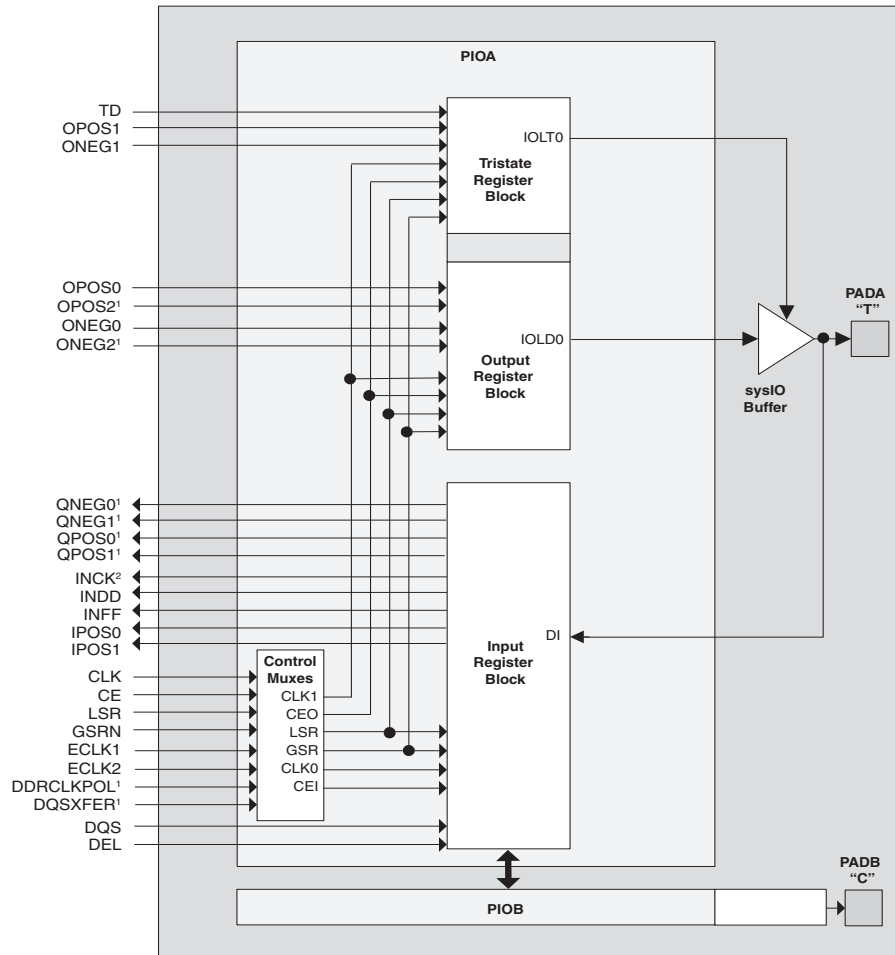 PIOA
TD
OPOS1
ONEG1
IOLT0
Tristate
Register
Block
OPOS0
OPOS2¹
ONEG0
ONEG2¹
IOLD0
Output
Register
Block
PADA
“T”
sysIO
Buffer
QNEG0¹
QNEG1¹
QPOS0¹
QPOS1¹
INCK²
INDD
INFF
IPOS0
IPOS1
DI
Input
Register
Block
Control
Muxes
CLK
CE
LSR
GSRN
ECLK1
ECLK2
DDRCLKPOL¹
DQSXFER¹
CLK1
CEO
LSR
GSR
CLK0
CEI
DQS
DEL
PADB
“C”
PIOB